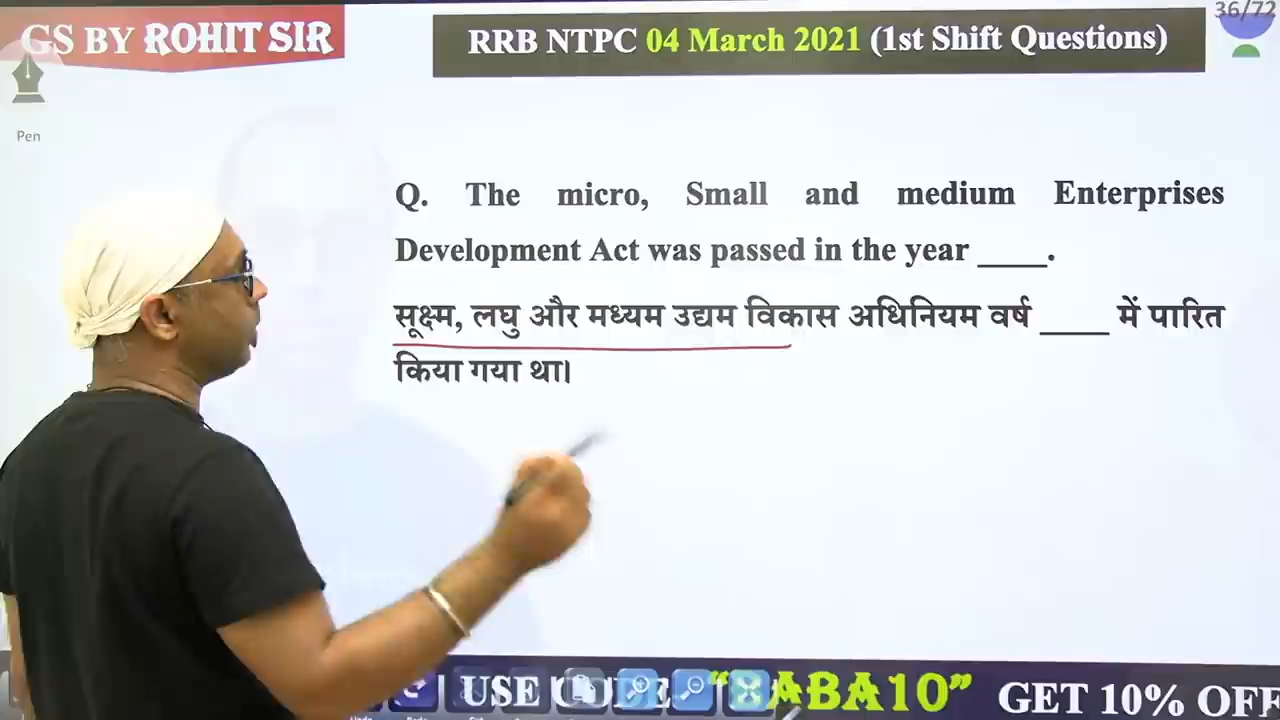 GS BY ROHIT SIR
RRB NTPC 04 March 2021 (1st Shift Questions)
36/72
Pen
Q. The micro, Small and medium Enterprises
Development Act was passed in the year ____.
सूक्ष्म, लघु और मध्यम उद्यम विकास अधिनियम वर्ष ____ में पारित
किया गया था।
USE CODE "BABA10" GET 10% OFF